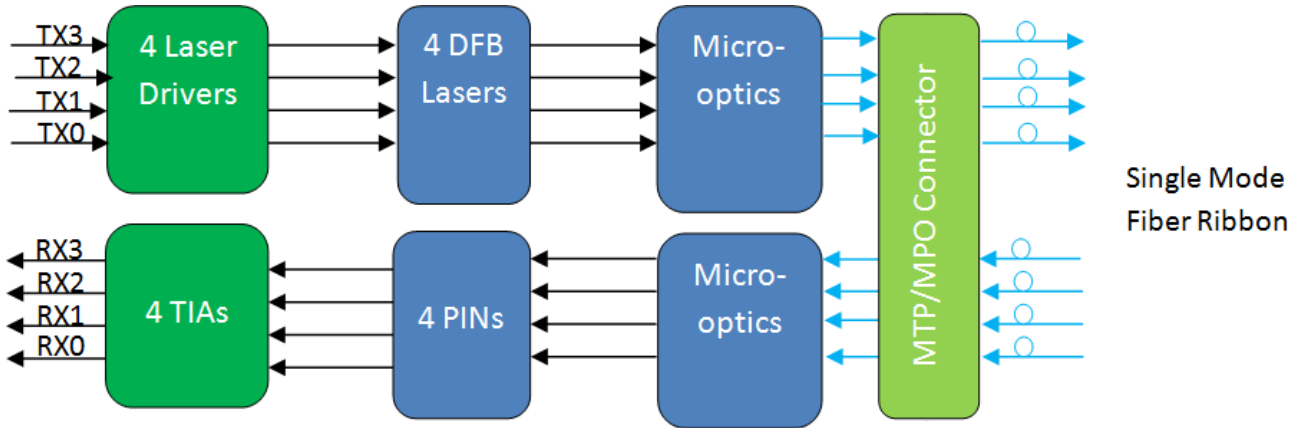 TX3
TX2
TX1
TX0
4 Laser
Drivers
4 DFB
Lasers
Micro-
optics
MTP/MPO Connector
Single Mode
Fiber Ribbon
RX3
RX2
RX1
RX0
4 TIAs
4 PINs
Micro-
optics